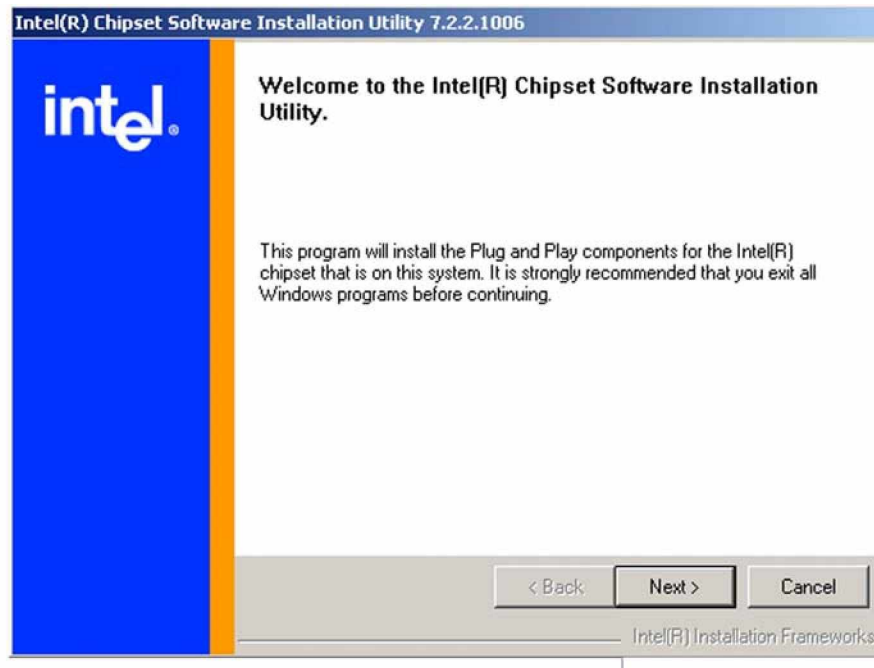 Intel(R) Chipset Software Installation Utility 7.2.2.1006
intel®
Welcome to the Intel(R) Chipset Software Installation
Utility.
This program will install the Plug and Play components for the Intel(R)
chipset that is on this system. It is strongly recommended that you exit all
Windows programs before continuing.
< Back
Next >
Cancel
Intel(R) Installation Frameworks